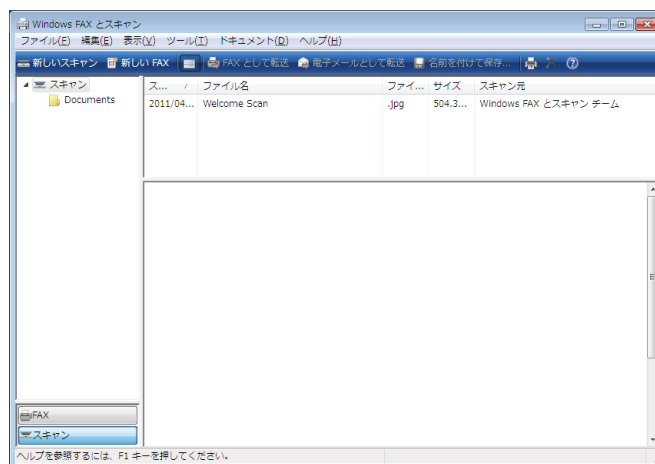 Windows FAX とスキャン
ファイル(F) 編集(E) 表示(V) ツール(T) ドキュメント(D) ヘルプ(H)
新しいスキャン 新しい FAX FAX として転送 電子メールとして転送 名前を付けて保存...
スキャン
Documents
ス... ファイル名 ファイ... サイズ スキャン元
2011/04... Welcome Scan .jpg 504.3... Windows FAX とスキャン チーム
FAX
スキャン
ヘルプを参照するには、F1 キーを押してください。